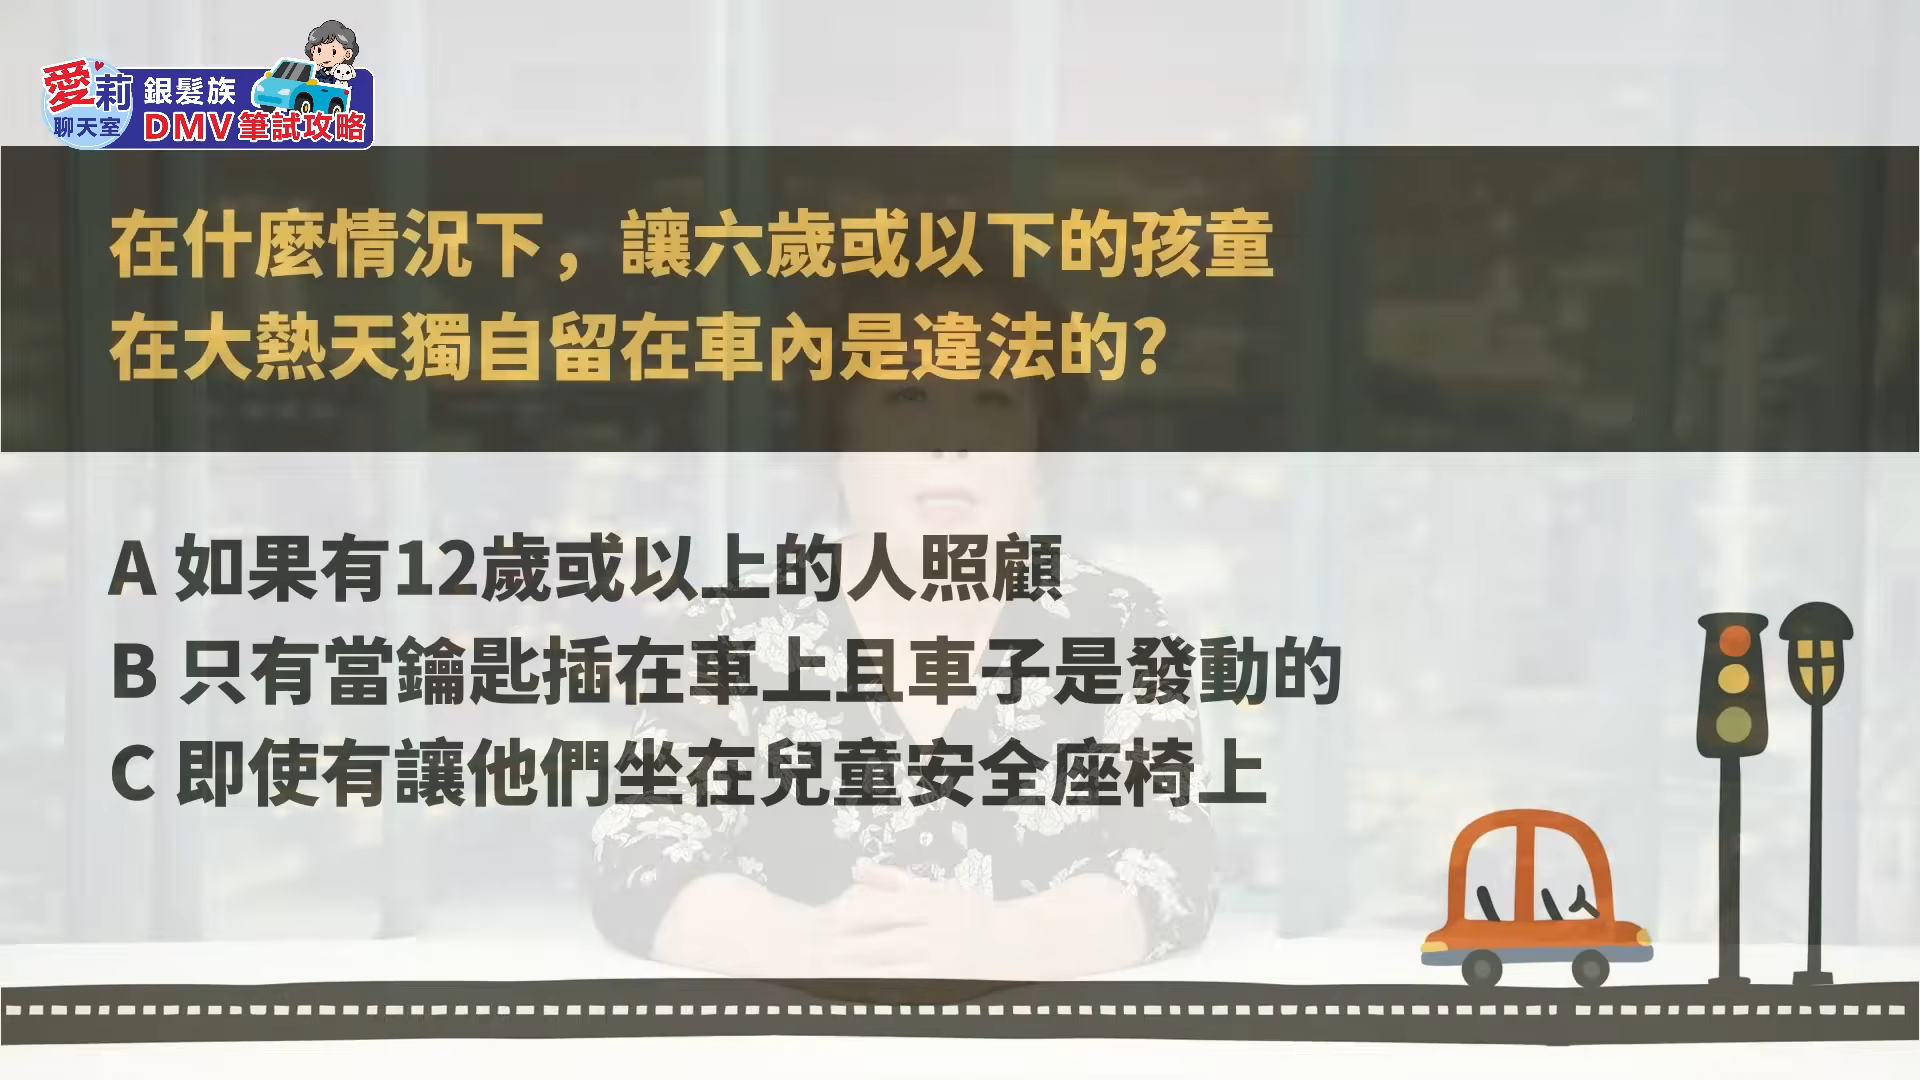 愛莉
聊天室
銀髮族
DMV筆試攻略
在什麼情況下，讓六歲或以下的孩童
在大熱天獨自留在車內是違法的?
A 如果有12歲或以上的人照顧
B 只有當鑰匙插在車上且車子是發動的
C 即使有讓他們坐在兒童安全座椅上